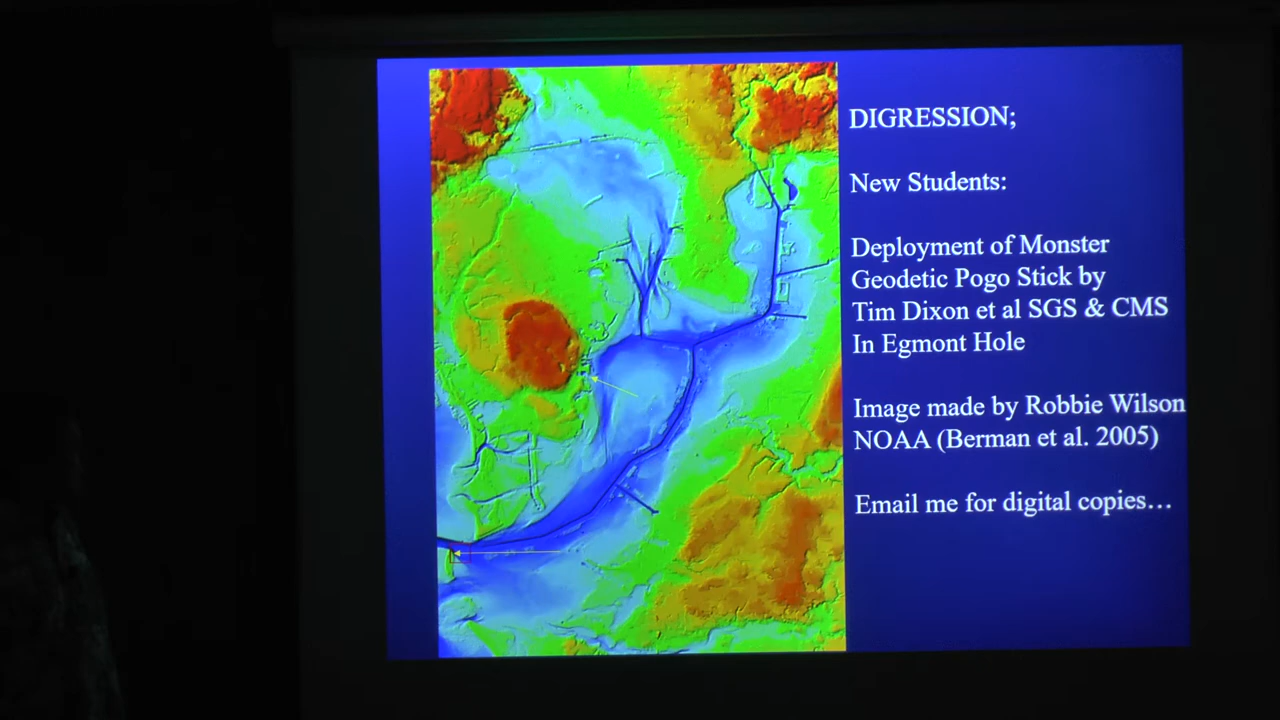 DIGRESSION;
New Students:
Deployment of Monster
Geodetic Pogo Stick by
Tim Dixon et al SGS & CMS
In Egmont Hole
Image made by Robbie Wilson
NOAA (Berman et al. 2005)
Email me for digital copies…